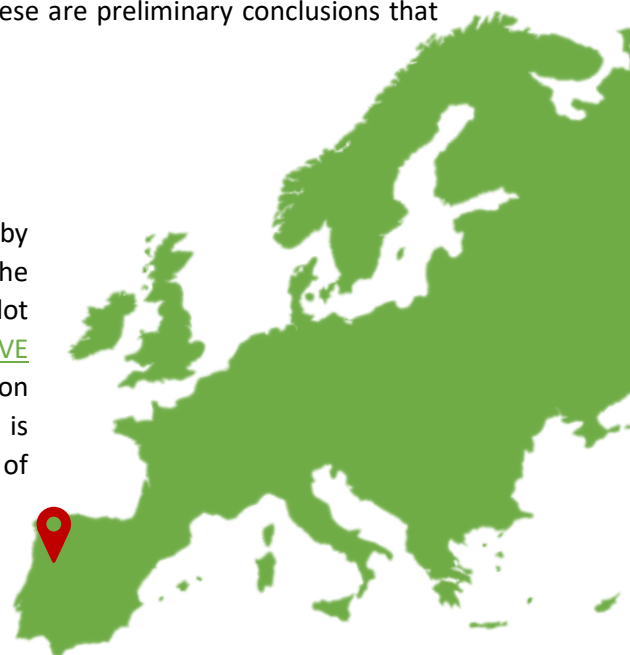 ese are preliminary conclusions that
by
he
lot
VE
on
is
of